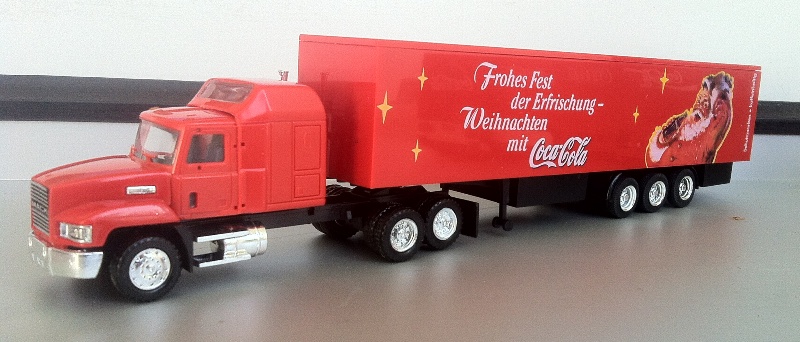 Frohes Fest
der Erfrischung-
Weihnachten
mit Coca-Cola